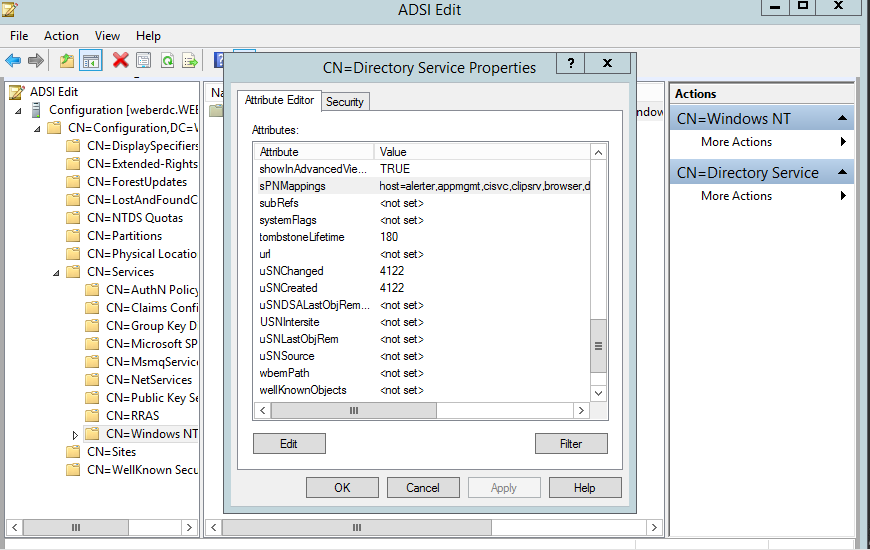 ADSI Edit
File Action View Help
ADSI Edit
Configuration [weberdc.WEB
CN=Configuration,DC=W
CN=DisplaySpecifiers
CN=Extended-Rights
CN=ForestUpdates
CN=LostAndFoundC
CN=NTDS Quotas
CN=Partitions
CN=Physical Locatio
CN=Services
CN=AuthN Policy
CN=Claims Confi
CN=Group Key D
CN=Microsoft SP
CN=MsmqService
CN=NetServices
CN=Public Key Se
CN=RRAS
CN=Windows NT
CN=Sites
CN=WellKnown Secu
Na
CN=Directory Service Properties
? x
Attribute Editor Security
Attributes:
Attribute Value
showInAdvancedVie... TRUE
sPNMappings host=alerter,appmgmt,cisvc,clipsrv,browser,d
subRefs <not set>
systemFlags <not set>
tombstoneLifetime 180
url <not set>
uSNChanged 4122
uSNCreated 4122
uSNDSALastObjRem... <not set>
USNIntersite <not set>
uSNLastObjRem <not set>
uSNSource <not set>
wbemPath <not set>
wellKnownObjects <not set>
Edit Filter
OK Cancel Apply Help
ndow
Actions
CN=Windows NT
More Actions
CN=Directory Service
More Actions